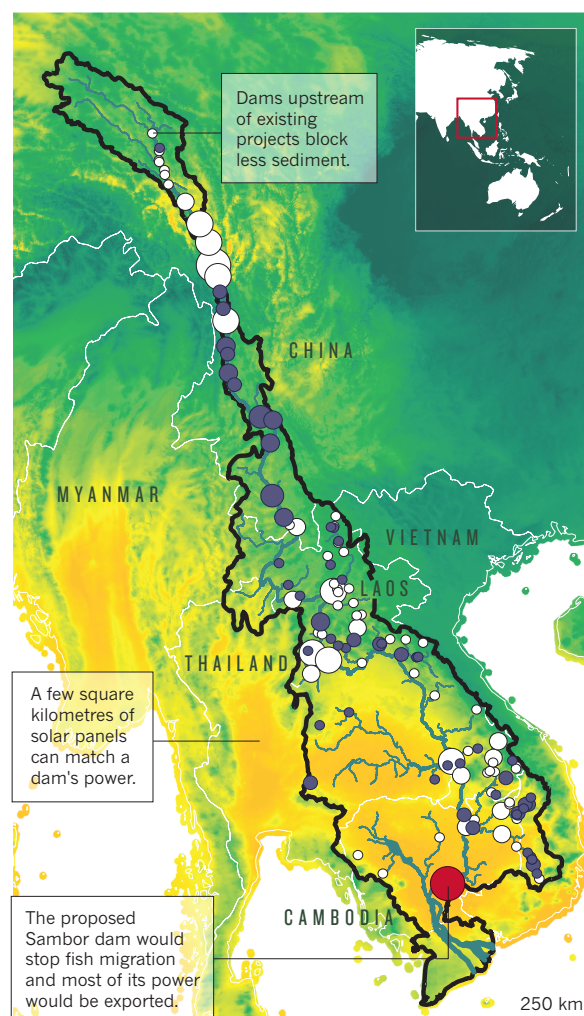 Dams upstream
of existing
projects block
less sediment.
CHINA
MYANMAR
VIETNAM
LAOS
THAILAND
A few square
kilometres of
solar panels
can match a
dam's power.
CAMBODIA
The proposed
Sambor dam would
stop fish migration
and most of its power
would be exported.
250 km